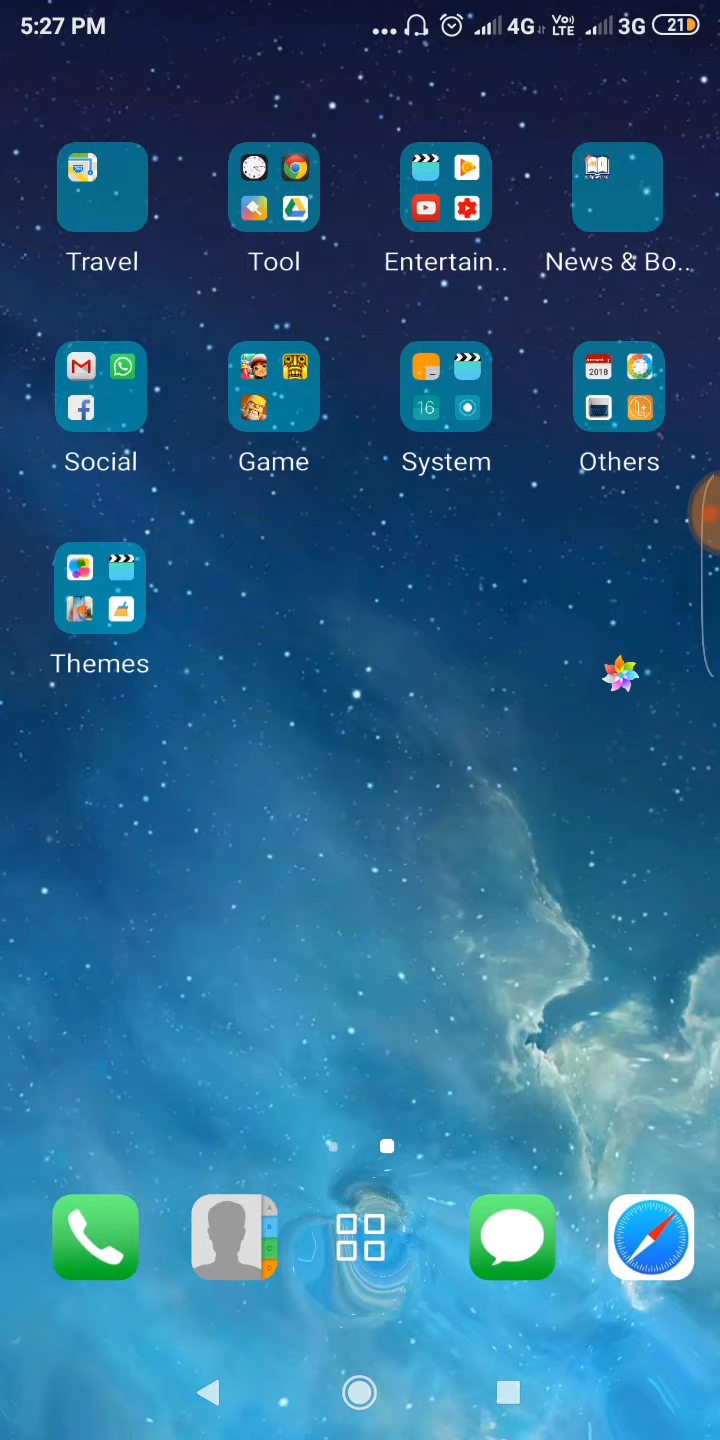 5:27 PM ... 4G Vo) LTE 3G 21
Travel Tool Entertain.. News & Bo..
2018
Social Game System Others
16
Themes
A
B
C
D